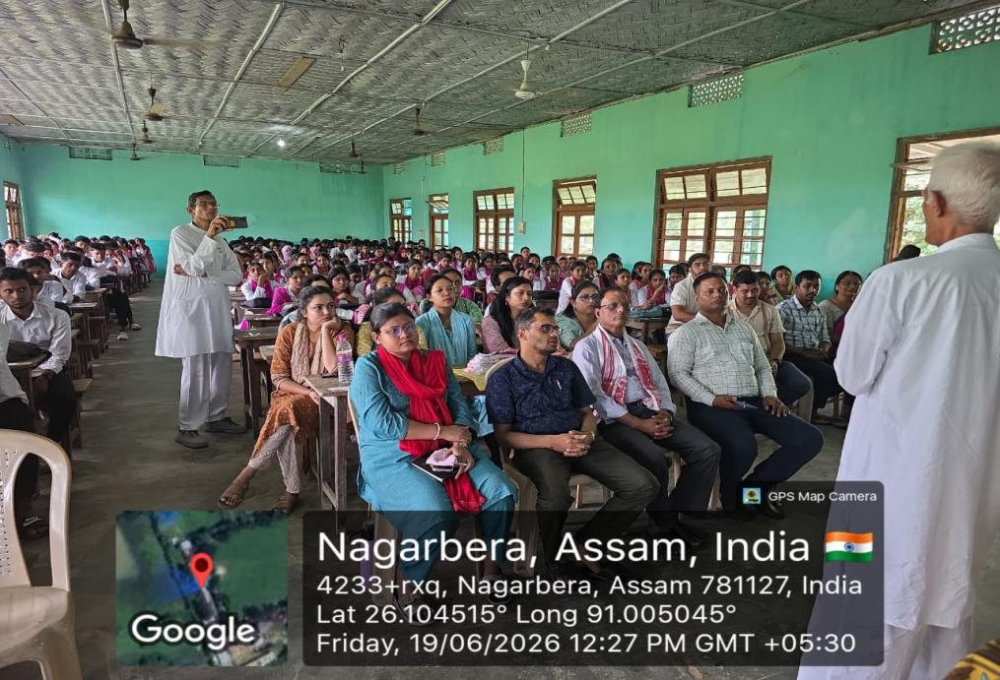 GPS Map Camera
Nagarbera, Assam, India
4233+rxq, Nagarbera, Assam 781127, India
Lat 26.104515° Long 91.005045°
Friday, 19/06/2026 12:27 PM GMT +05:30
Google